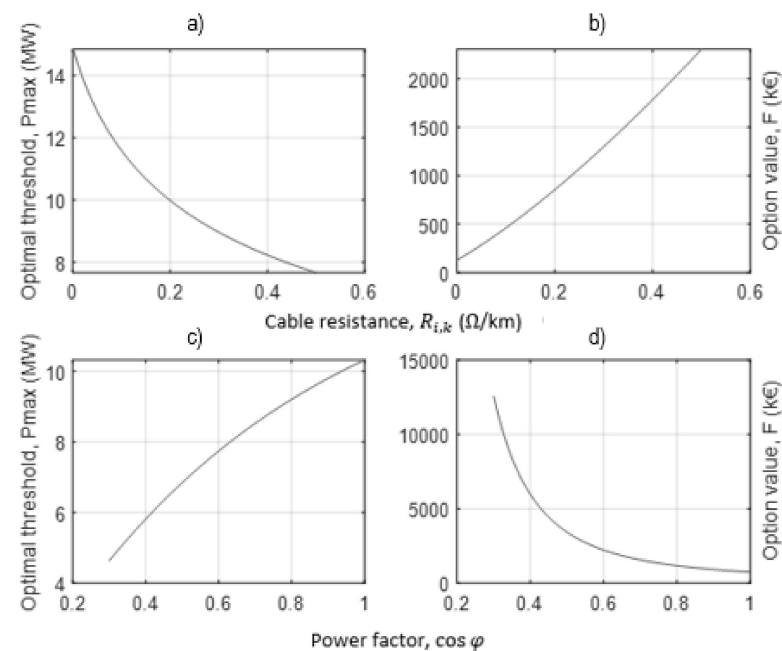 a)
b)
Optimal threshold, Pmax (MW)
14
12
10
8
0 0.2 0.4 0.6
2000
1500
1000
500
0
0 0.2 0.4 0.6
Option value, F (k€)
Cable resistance, R_{i,k} (Ω/km)
c)
d)
Optimal threshold, Pmax (MW)
10
8
6
4
0.2 0.4 0.6 0.8 1
15000
10000
5000
0
0.2 0.4 0.6 0.8 1
Option value, F (k€)
Power factor, cos φ